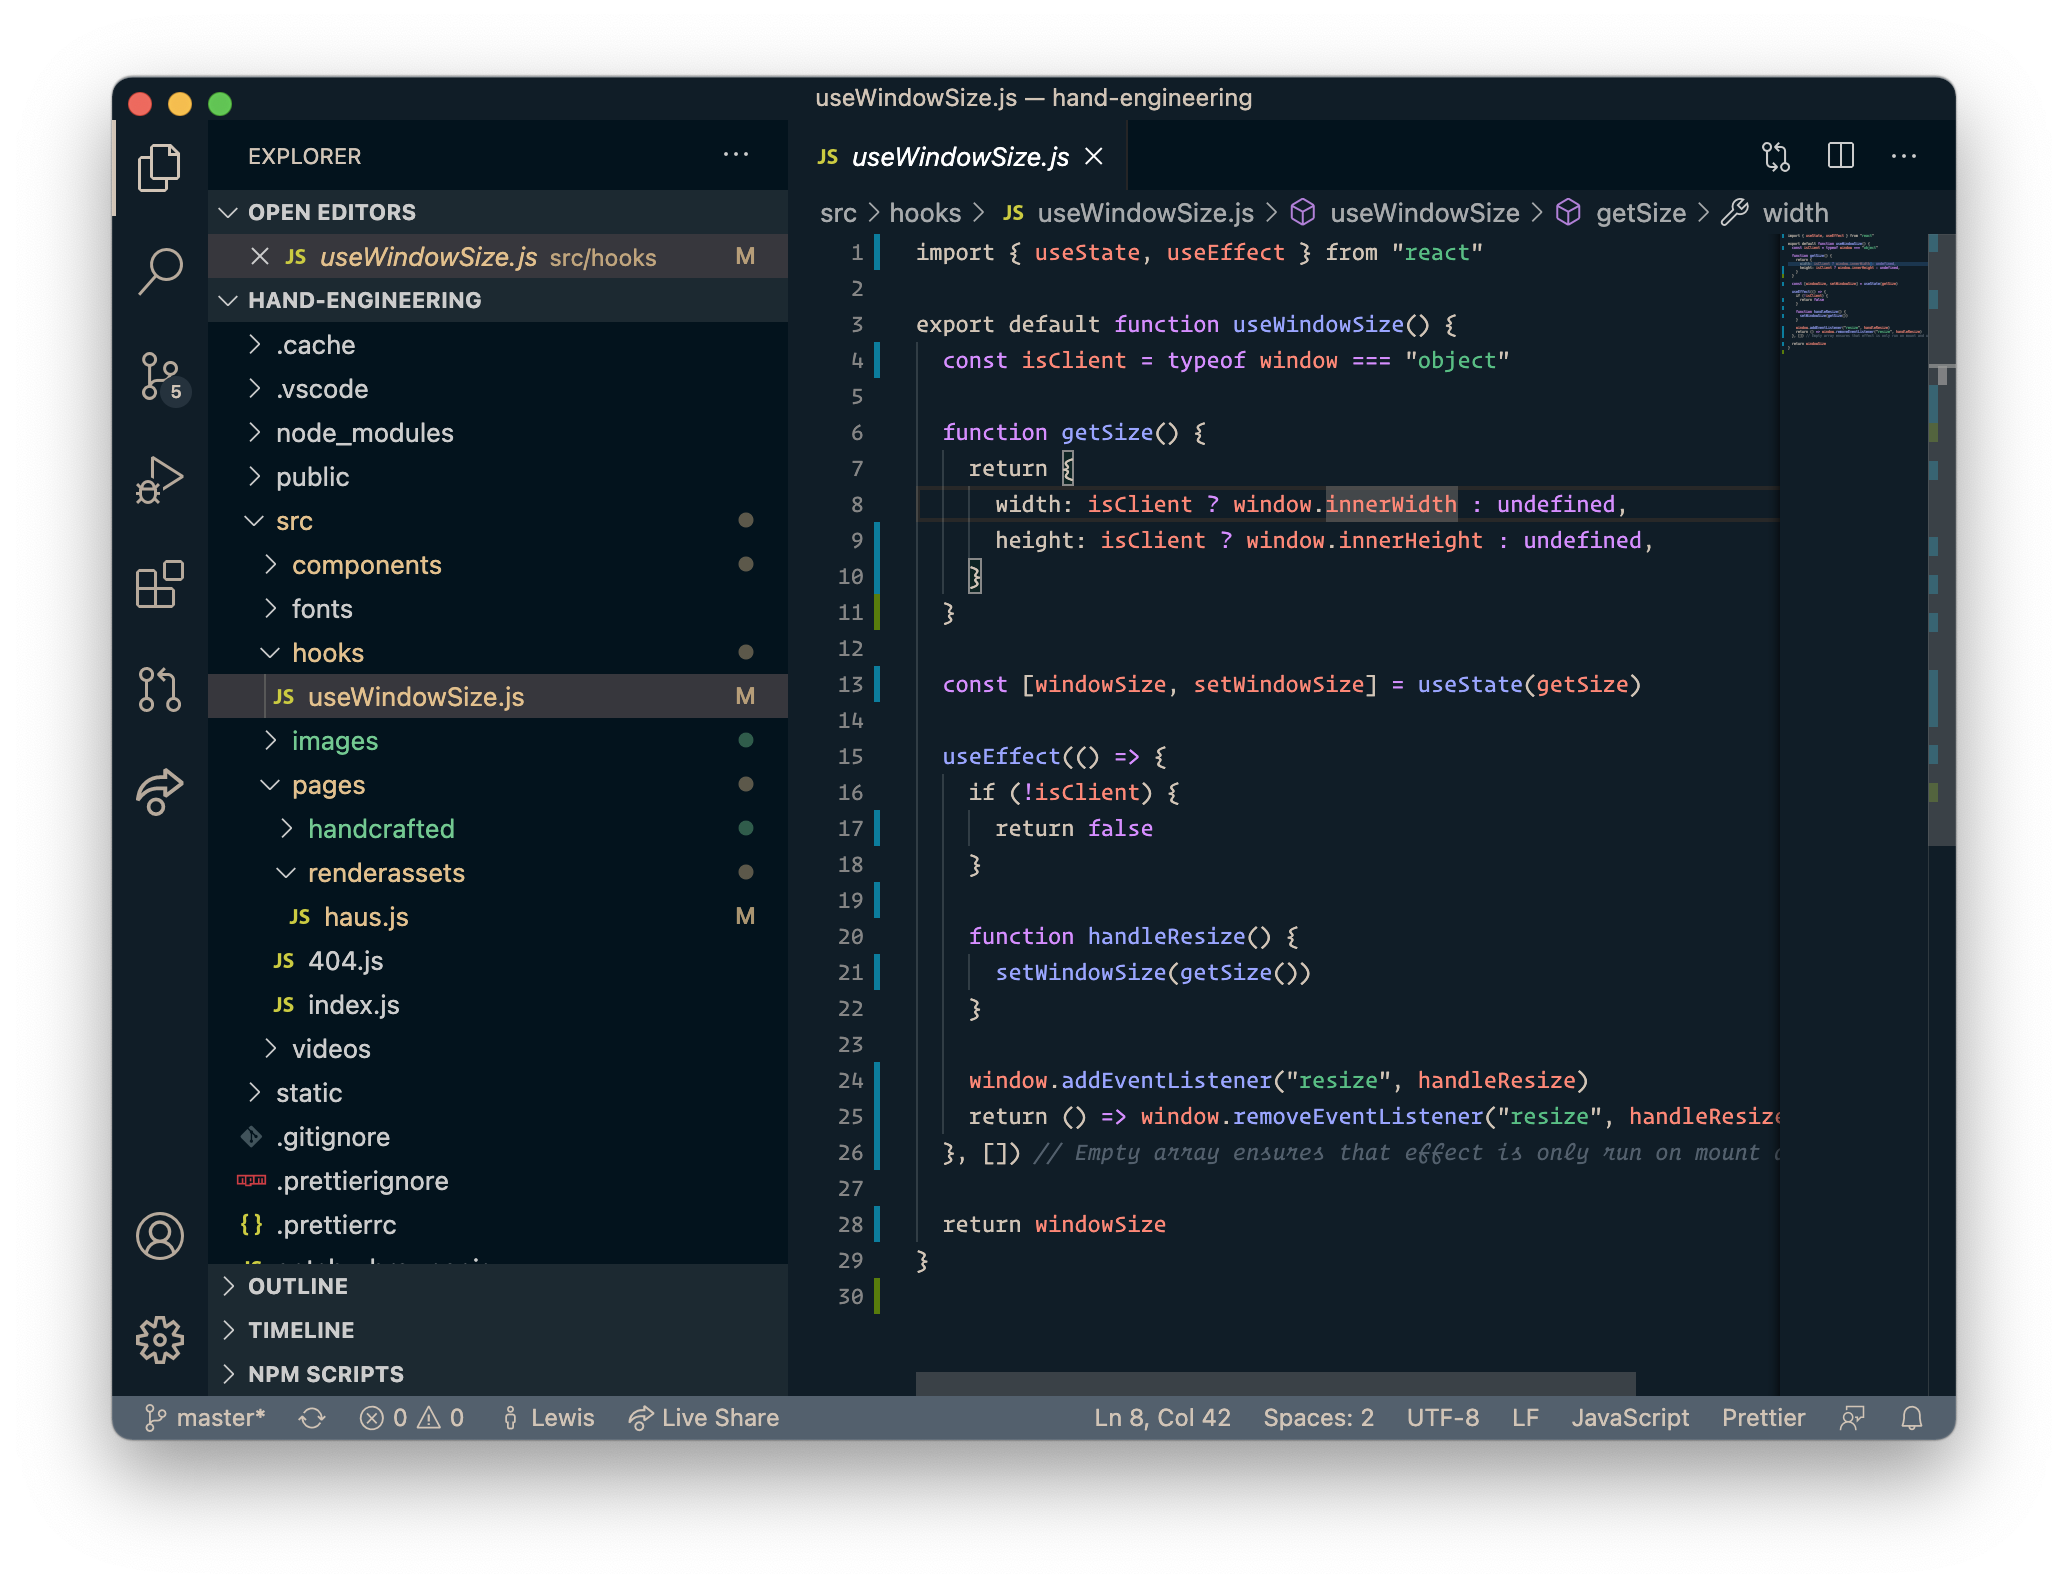 useWindowSize.js — hand-engineering
EXPLORER
OPEN EDITORS
JS useWindowSize.js src/hooks M
HAND-ENGINEERING
.cache
.vscode
node_modules
public
src
components
fonts
hooks
JS useWindowSize.js M
images
pages
handcrafted
renderassets
JS haus.js M
JS 404.js
JS index.js
videos
static
.gitignore
npm .prettierignore
{} .prettierrc
OUTLINE
TIMELINE
NPM SCRIPTS
5
JS useWindowSize.js
src > hooks > JS useWindowSize.js > useWindowSize > getSize > width
1 import { useState, useEffect } from "react"
2
3 export default function useWindowSize() {
4 const isClient = typeof window === "object"
5
6 function getSize() {
7 return {
8 width: isClient ? window.innerWidth : undefined,
9 height: isClient ? window.innerHeight : undefined,
10 }
11 }
12
13 const [windowSize, setWindowSize] = useState(getSize)
14
15 useEffect(() => {
16 if (!isClient) {
17 return false
18 }
19
20 function handleResize() {
21 setWindowSize(getSize())
22 }
23
24 window.addEventListener("resize", handleResize)
25 return () => window.removeEventListener("resize", handleResize
26 }, []) // Empty array ensures that effect is only run on mount
27
28 return windowSize
29 }
30
master* 0 0 Lewis Live Share Ln 8, Col 42 Spaces: 2 UTF-8 LF JavaScript Prettier